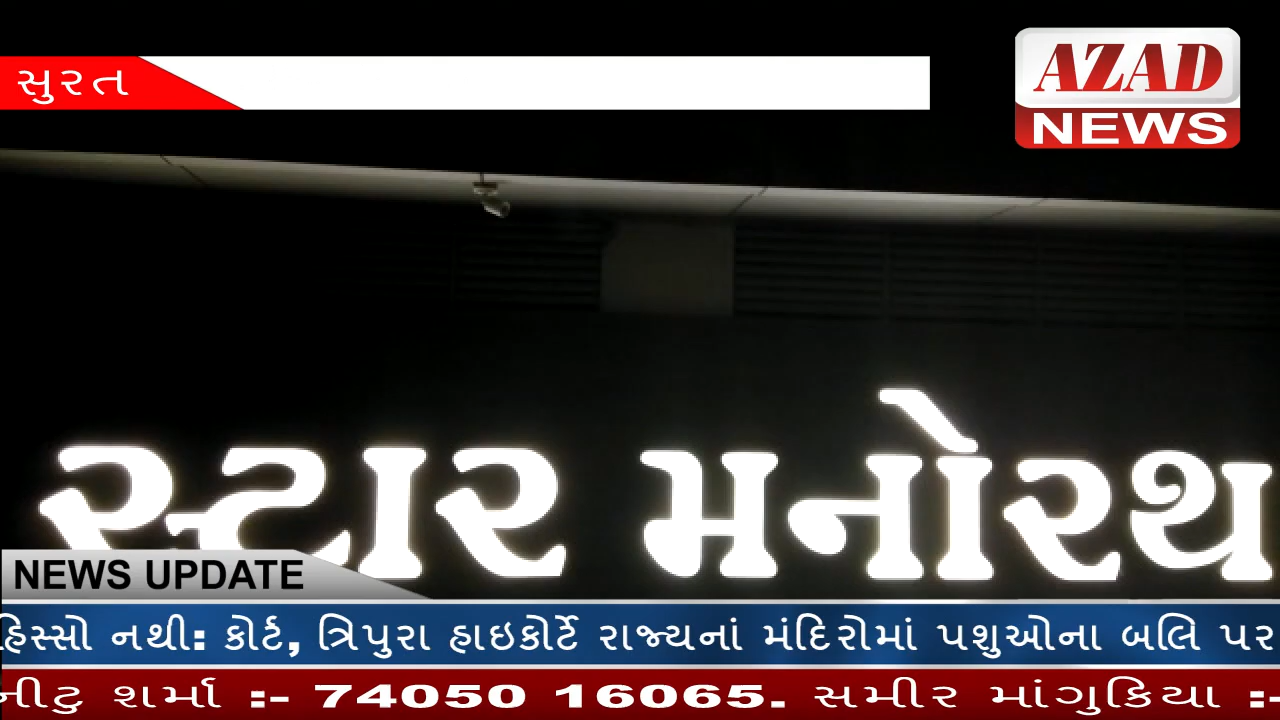 સુરત
AZAD
NEWS
સ્ટાર મનોરથ
NEWS UPDATE
હિસ્સો નથી: કોર્ટ, ત્રિપુરા હાઇકોર્ટે રાજ્યનાં મંદિરોમાં પશુઓના બલિ પર
નીટુ શર્મા :- 74050 16065. સમીર માંગુકિયા :-